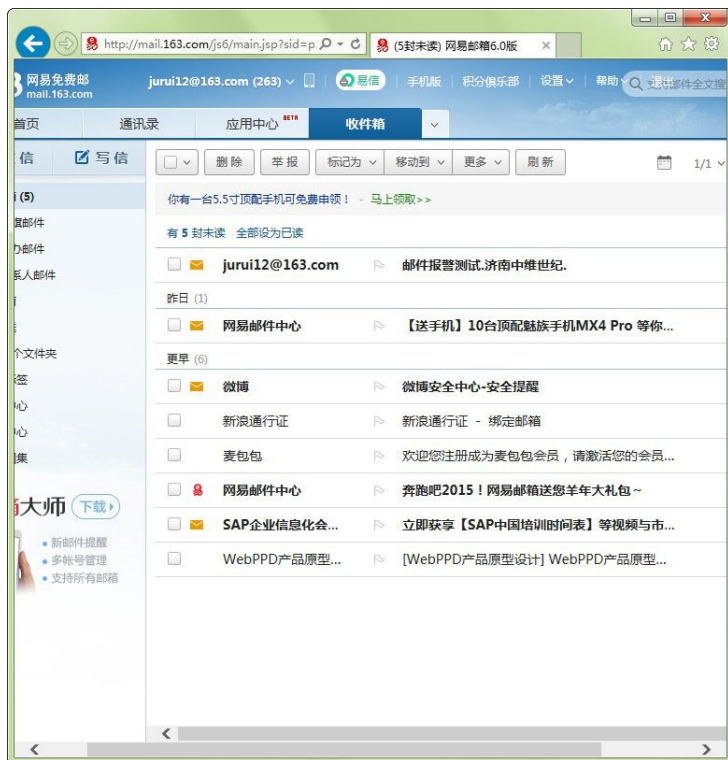 http://mail.163.com/js6/main.jsp?sid=p
(5封未读) 网易邮箱6.0版
网易免费邮
mail.163.com
jurui12@163.com (263)
易信
手机版
积分俱乐部
设置
帮助
首页
通讯录
应用中心 BETA
收件箱
信
写信
删除
举报
标记为
移动到
更多
刷新
1/1
(5)
你有一台5.5寸顶配手机可免费申领！ - 马上领取>>
有 5 封未读 全部设为已读
jurui12@163.com 邮件报警测试.济南中维世纪.
昨日 (1)
网易邮件中心 【送手机】10台顶配魅族手机MX4 Pro 等你...
更早 (6)
微博 微博安全中心-安全提醒
新浪通行证 新浪通行证 - 绑定邮箱
麦包包 欢迎您注册成为麦包包会员，请激活您的会员...
网易邮件中心 奔跑吧2015！网易邮箱送您羊年大礼包~
SAP企业信息化会... 立即获享【SAP中国培训时间表】等视频与市...
WebPPD产品原型... [WebPPD产品原型设计] WebPPD产品原型...
邮件
邮件
系人邮件
个文件夹
签
心
心
集
大师
下载
新邮件提醒
多帐号管理
支持所有邮箱